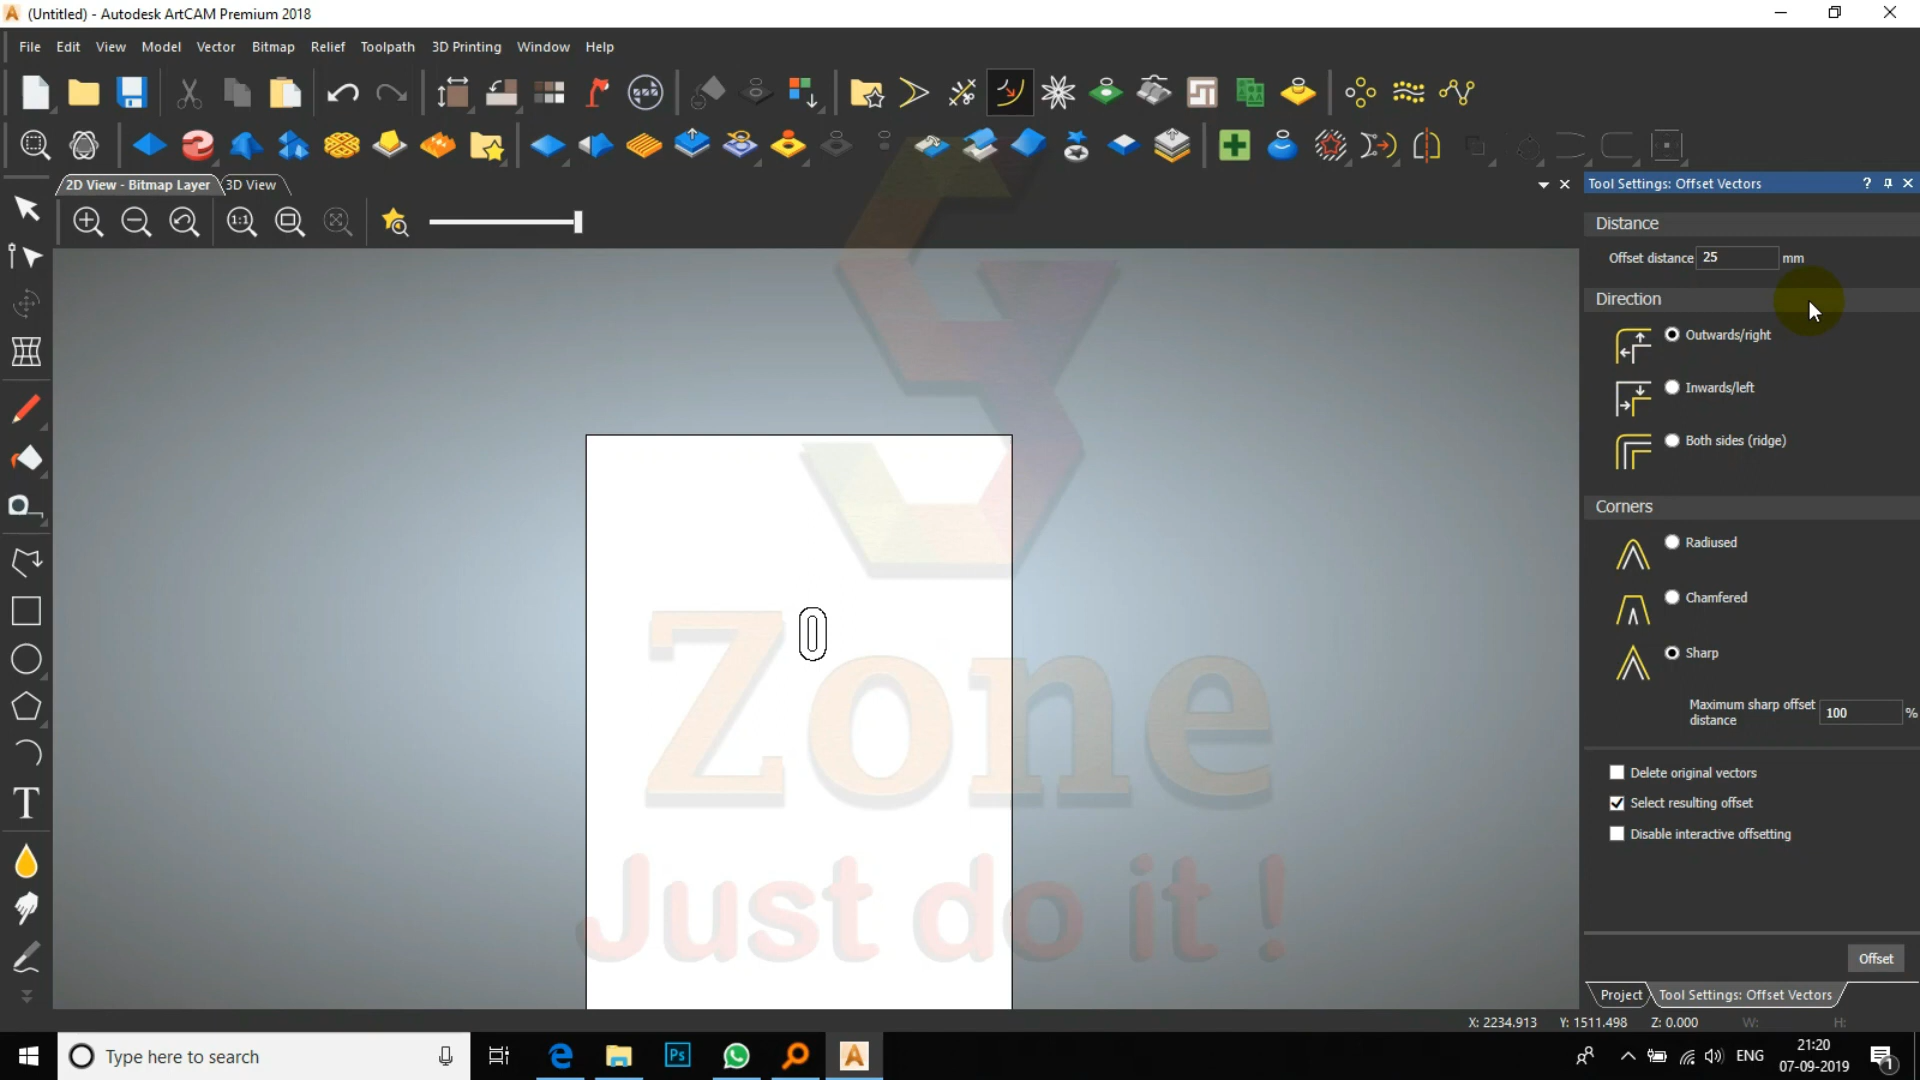 (Untitled) - Autodesk ArtCAM Premium 2018
File Edit View Model Vector Bitmap Relief Toolpath 3D Printing Window Help
2D View - Bitmap Layer 3D View
1:1
Tool Settings: Offset Vectors
Distance
Offset distance 25 mm
Direction
Outwards/right
Inwards/left
Both sides (ridge)
Corners
Radiused
Chamfered
Sharp
Maximum sharp offset
distance
100 %
Delete original vectors
Select resulting offset
Disable interactive offsetting
Offset
Project Tool Settings: Offset Vectors
Zone
Just do it !
X: 2234.913 Y: 1511.498 Z: 0.000 W: H:
Type here to search
Ps
ENG
21:20
07-09-2019
1